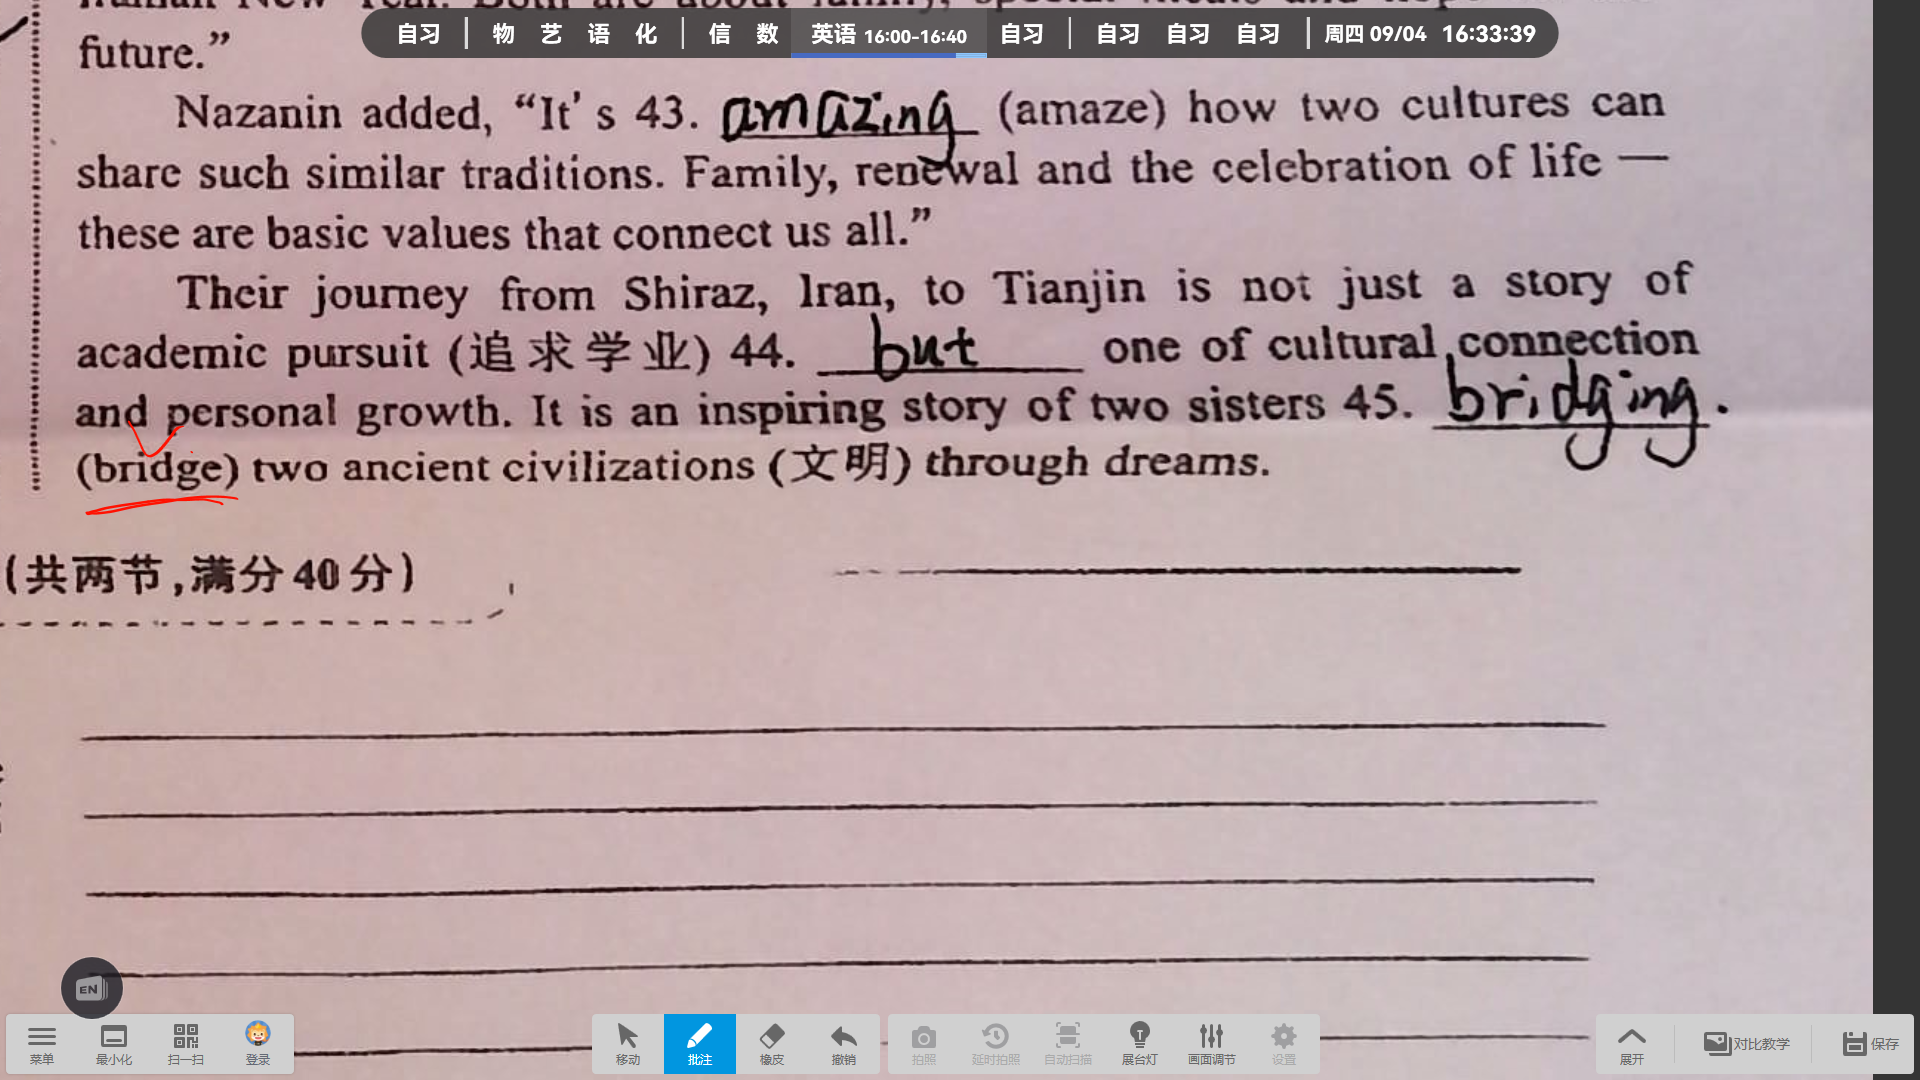 自习 | 物 艺 语 化 | 信 数 英语 16:00-16:40 自习 | 自习 自习 自习 | 周四 09/04 16:33:39
future.”
Nazanin added, “It’s 43. amazing (amaze) how two cultures can
share such similar traditions. Family, renewal and the celebration of life —
these are basic values that connect us all.”
Their journey from Shiraz, Iran, to Tianjin is not just a story of
academic pursuit (追求学业) 44. but one of cultural connection
and personal growth. It is an inspiring story of two sisters 45. bridging.
(bridge) two ancient civilizations (文明) through dreams.
(共两节,满分40分)
EN
菜单 最小化 扫一扫 登录 移动 批注 橡皮 撤销 拍照 延时拍照 自动扫描 展台灯 画面调节 设置 展开 对比教学 保存